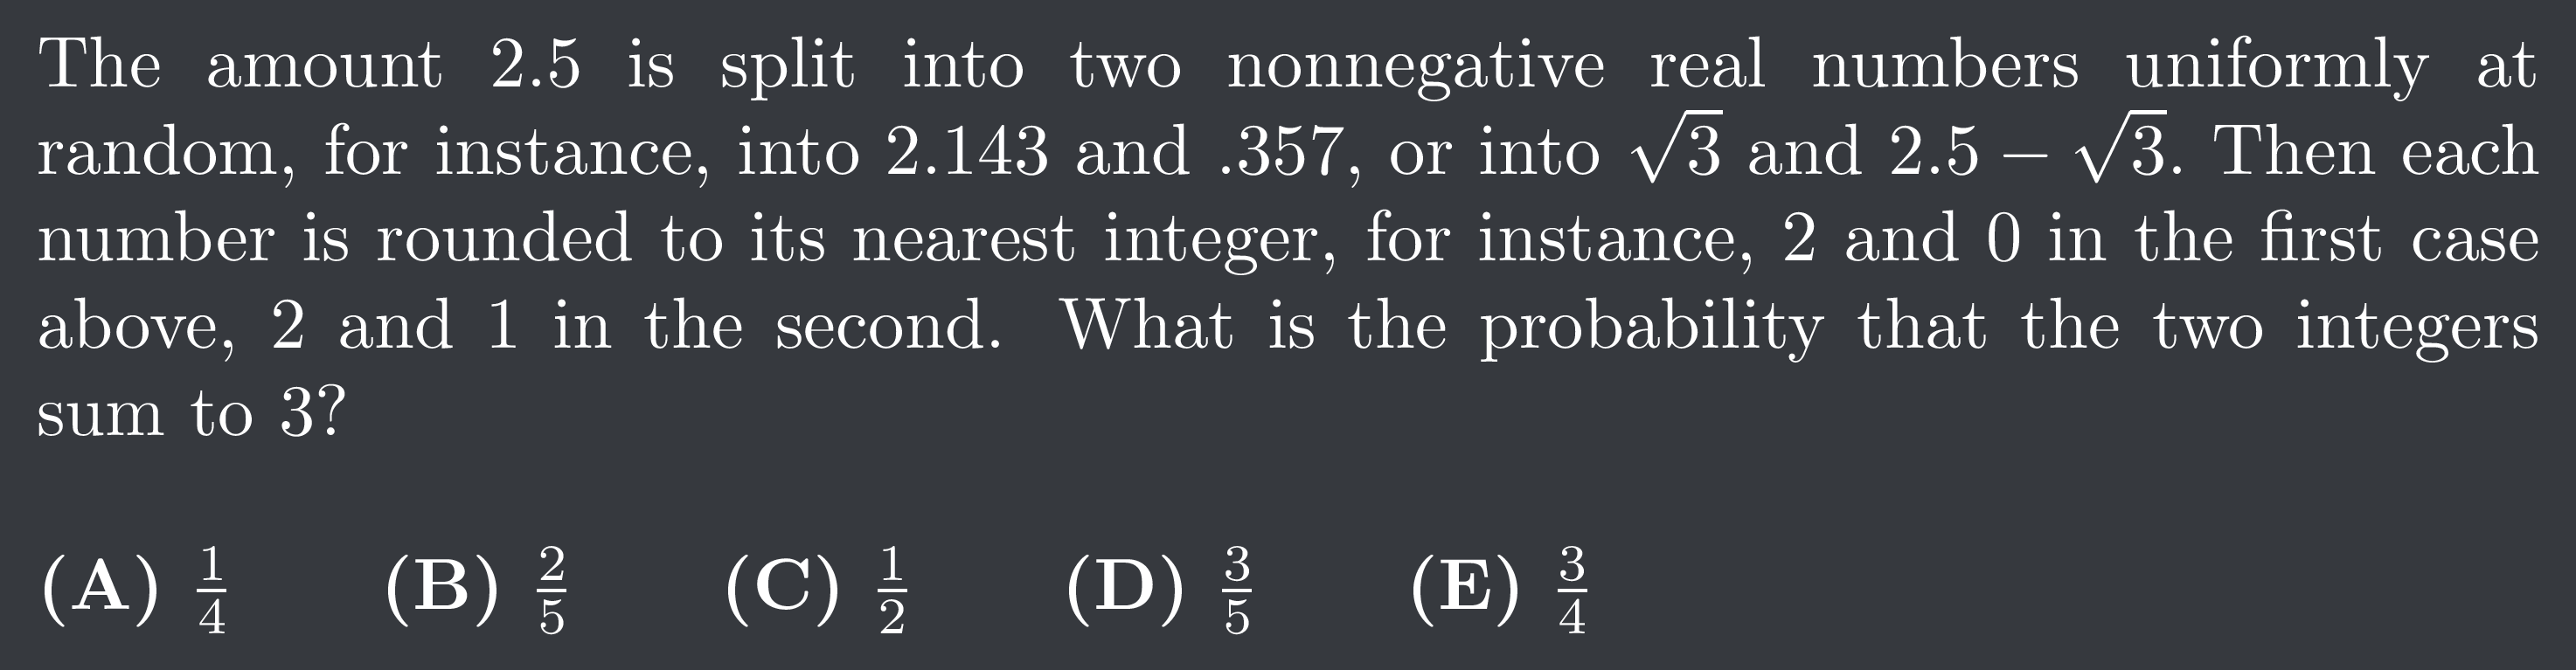 The amount 2.5 is split into two nonnegative real numbers uniformly at
random, for instance, into 2.143 and .357, or into √3 and 2.5 − √3. Then each
number is rounded to its nearest integer, for instance, 2 and 0 in the first case
above, 2 and 1 in the second. What is the probability that the two integers
sum to 3?
(A) 1/4 (B) 2/5 (C) 1/2 (D) 3/5 (E) 3/4